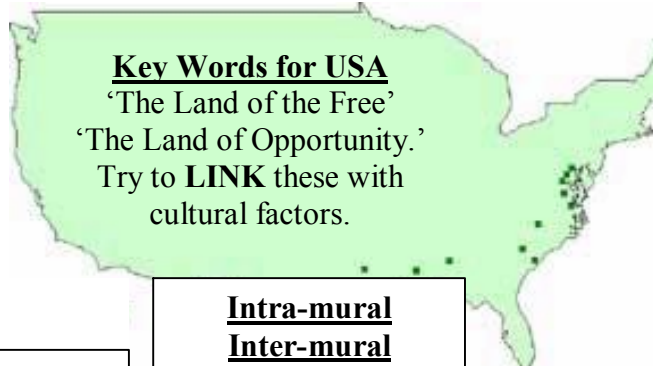 Key Words for USA
‘The Land of the Free’
‘The Land of Opportunity.’
Try to LINK these with
cultural factors.
Intra-mural
Inter-mural